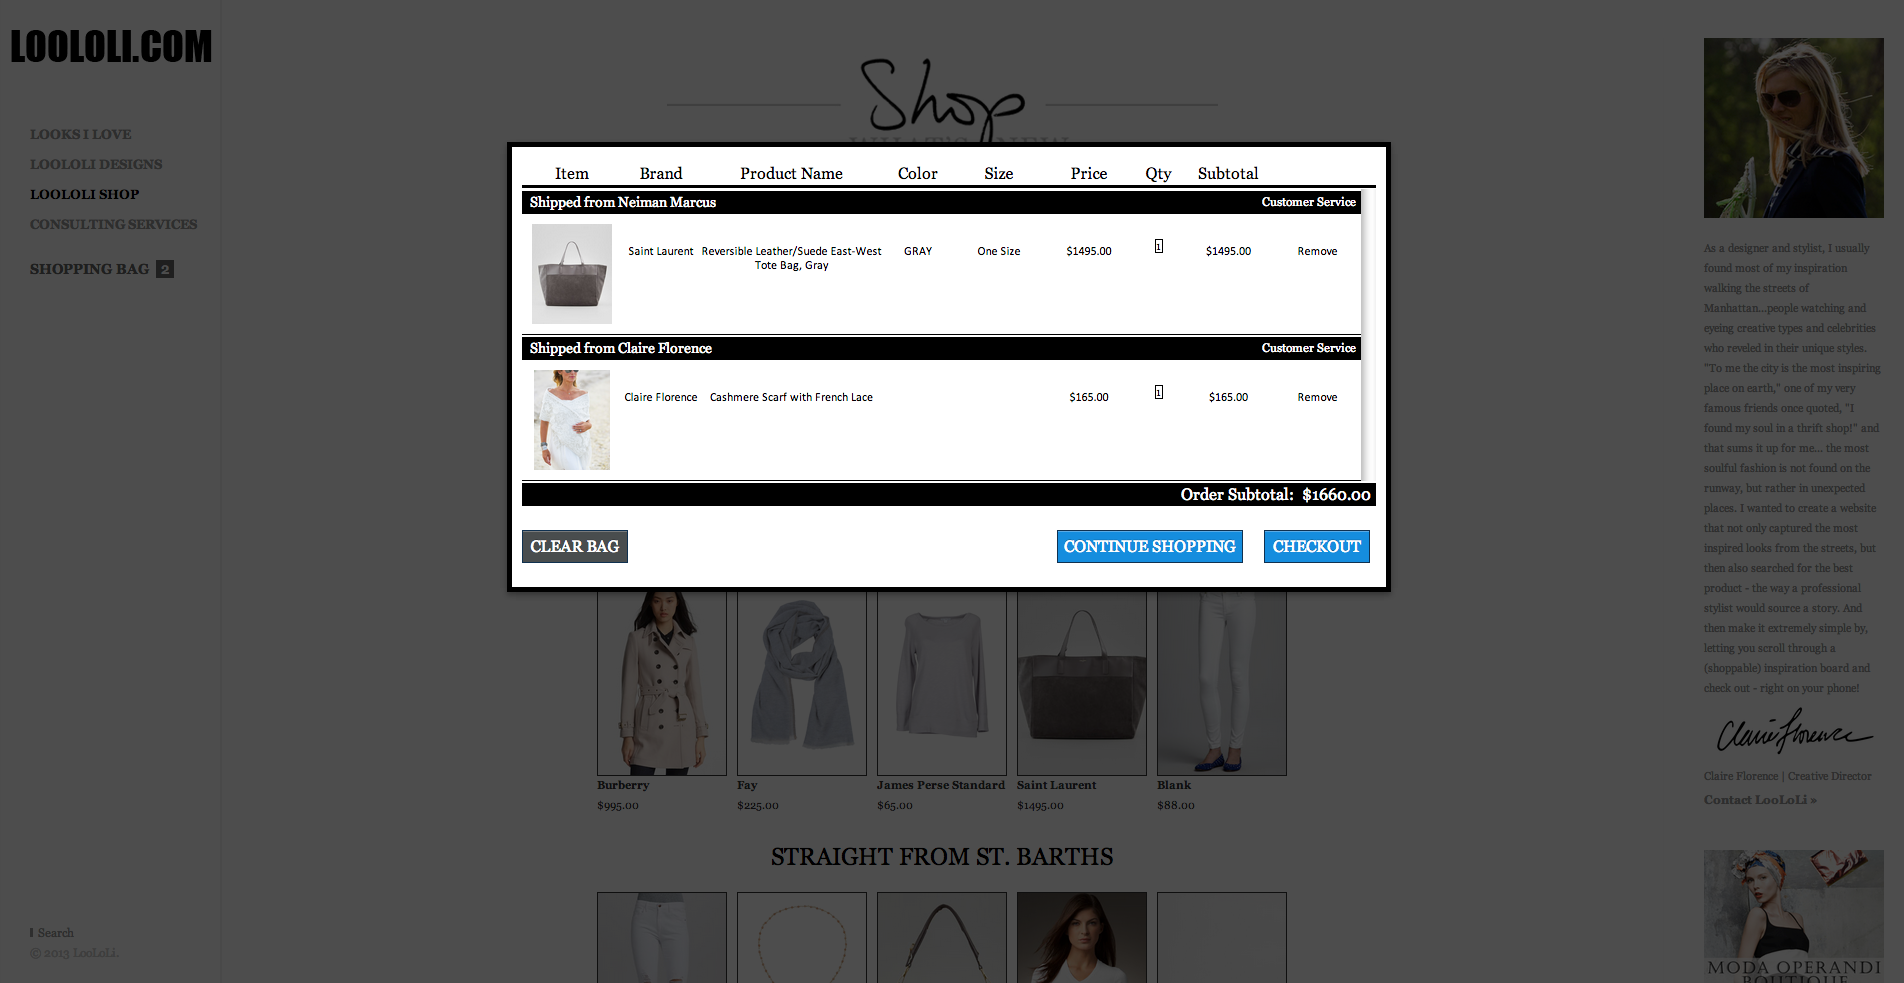 LOOLOLI.COM
LOOKS I LOVE
LOOLOLI DESIGNS
LOOLOLI SHOP
CONSULTING SERVICES
SHOPPING BAG 2
Search
© 2013 LooLoLi.
Shop
WHAT'S NEW
Item Brand Product Name Color Size Price Qty Subtotal
Shipped from Neiman Marcus Customer Service
Saint Laurent Reversible Leather/Suede East-West GRAY One Size $1495.00 1 $1495.00 Remove
Tote Bag, Gray
Shipped from Claire Florence Customer Service
Claire Florence Cashmere Scarf with French Lace $165.00 1 $165.00 Remove
Order Subtotal: $1660.00
CLEAR BAG CONTINUE SHOPPING CHECKOUT
Burberry Fay James Perse Standard Saint Laurent Blank
$995.00 $225.00 $65.00 $1495.00 $88.00
STRAIGHT FROM ST. BARTHS
As a designer and stylist, I usually
found most of my inspiration
walking the streets of
Manhattan...people watching and
eyeing creative types and celebrities
who reveled in their unique styles.
"To me the city is the most inspiring
place on earth," one of my very
famous friends once quoted, "I
found my soul in a thrift shop!" and
that sums it up for me... the most
soulful fashion is not found on the
runway, but rather in unexpected
places. I wanted to create a website
that not only captured the most
inspired looks from the streets, but
then also searched for the best
product - the way a professional
stylist would source a story. And
then make it extremely simple by,
letting you scroll through a
(shoppable) inspiration board and
check out - right on your phone!
Claire Florence
Claire Florence | Creative Director
Contact LooLoLi »
MODA OPERANDI
BOUTIQUE